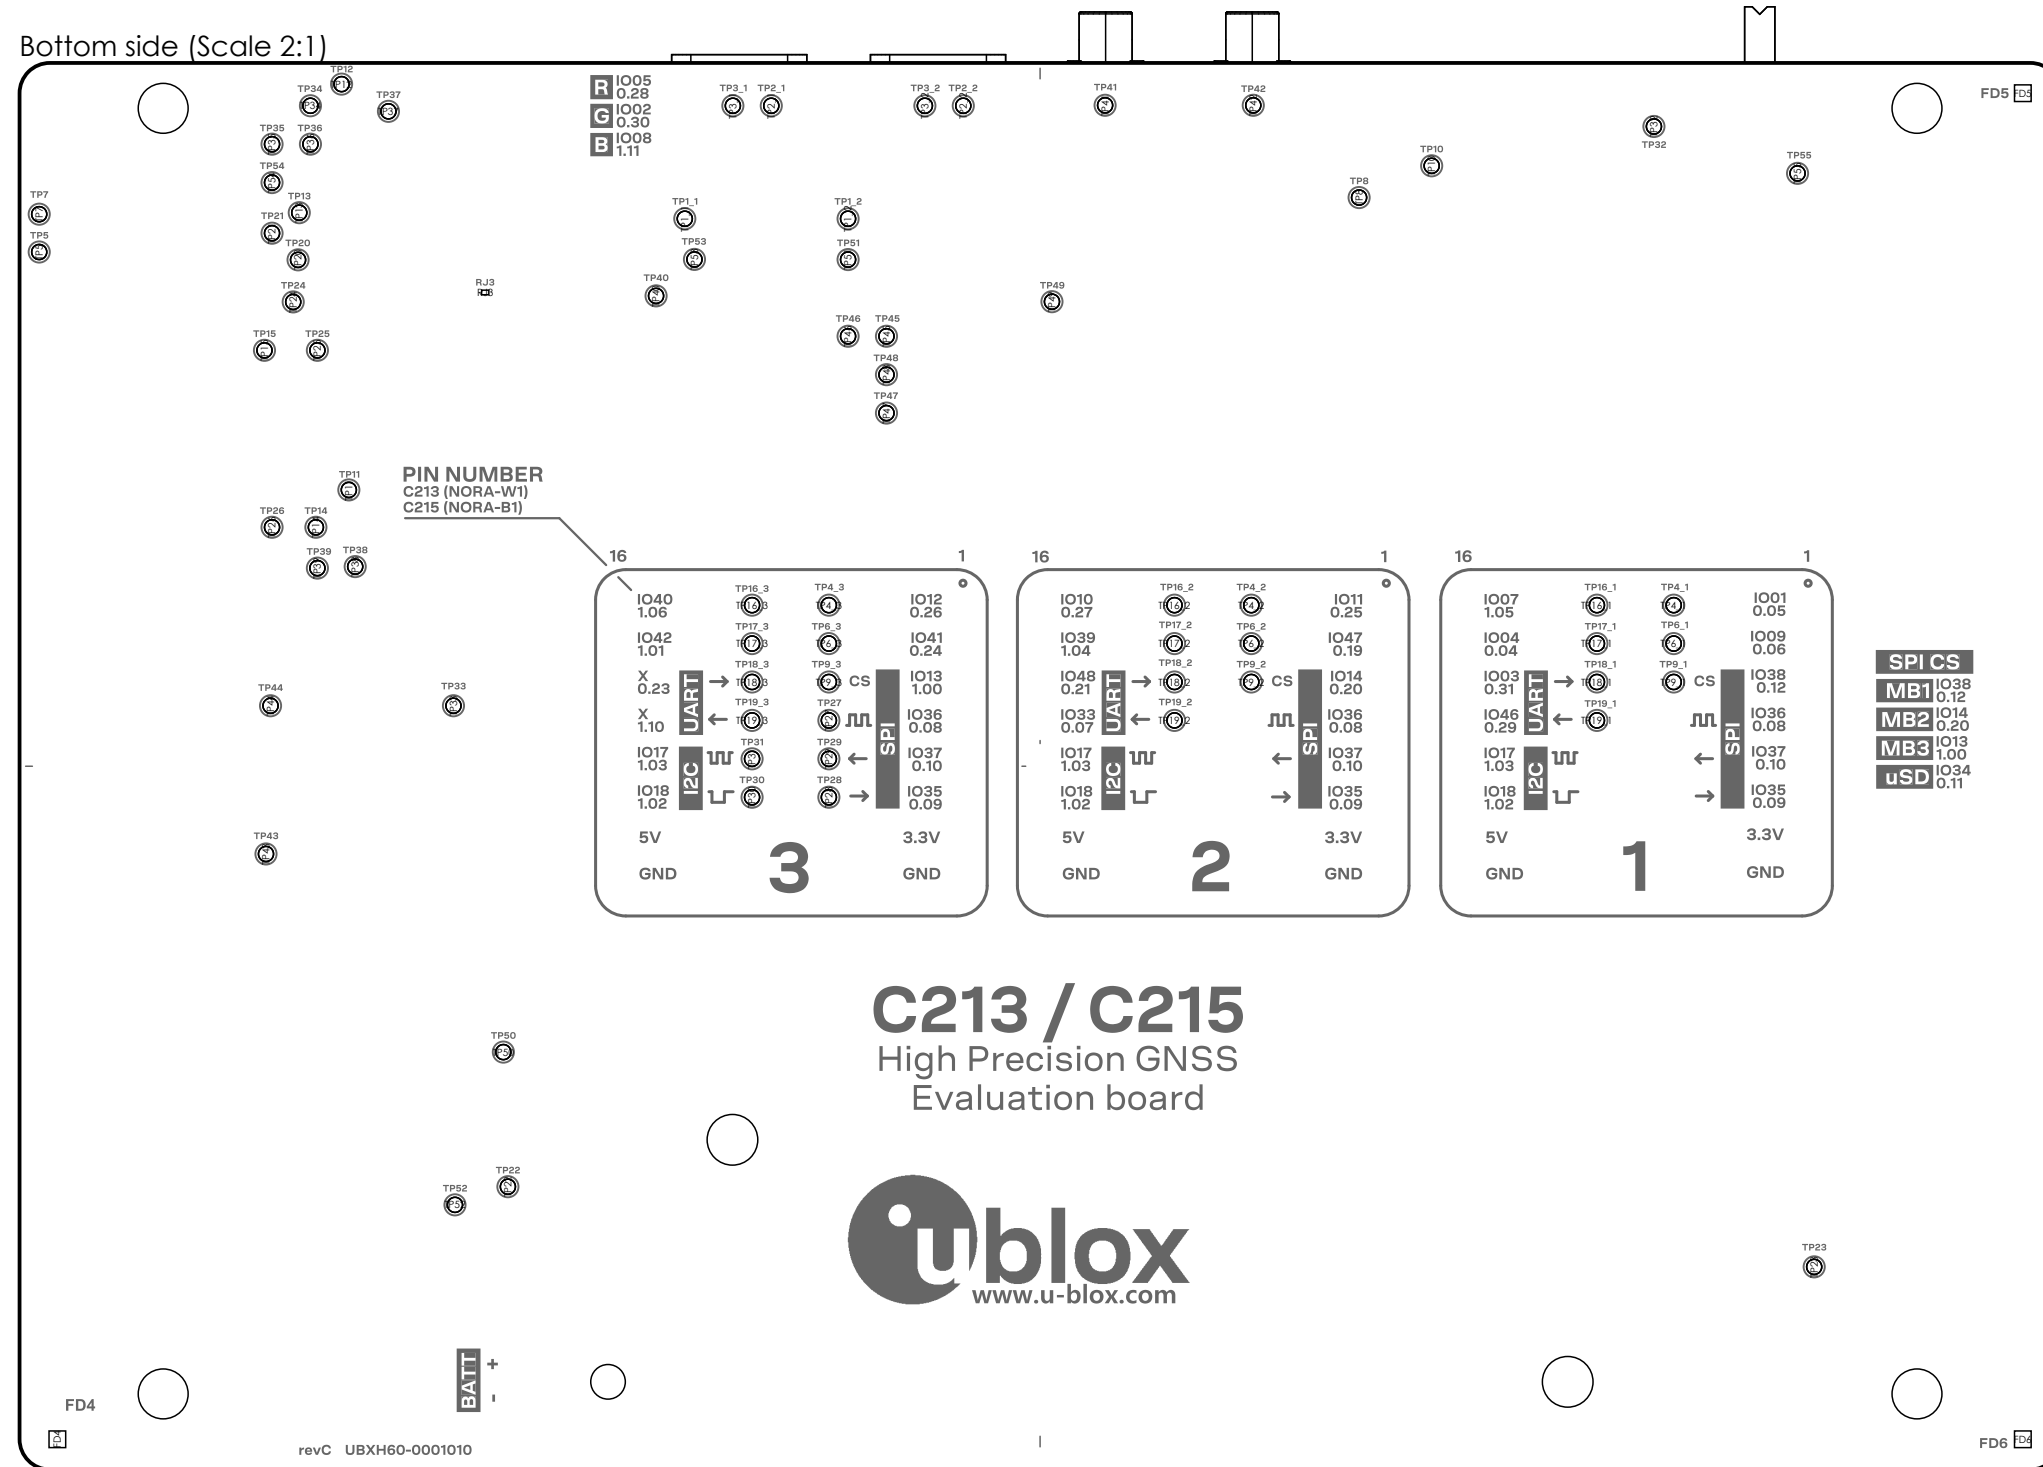 Bottom side (Scale 2:1)
TP12
TP34
TP37
TP35 TP36
TP54
TP13
TP7
TP21
TP5
TP20
TP24
TP15 TP25
RJ3
R IO05 0.28
G IO02 0.30
B IO08 1.11
TP3_1 TP2_1
TP3_2 TP2_2
TP41
TP42
FD5 FD5
TP32
TP10
TP55
TP8
TP1_1
TP1_2
TP53
TP51
TP40
TP49
TP46 TP45
TP48
TP47
TP11
TP26 TP14
TP39 TP38
TP44
TP33
TP43
PIN NUMBER
C213 (NORA-W1)
C215 (NORA-B1)
16 1
IO40 1.06 TP16_3 TP4_3 IO12 0.26
IO42 1.01 TP17_3 TP6_3 IO41 0.24
X 0.23 TP18_3 TP9_3 CS IO13 1.00
UART SPI
X 1.10 TP19_3 TP27 IO36 0.08
IO17 1.03 TP31 TP29 IO37 0.10
I2C
IO18 1.02 TP30 TP28 IO35 0.09
5V 3.3V
GND 3 GND
16 1
IO10 0.27 TP16_2 TP4_2 IO11 0.25
IO39 1.04 TP17_2 TP6_2 IO47 0.19
IO48 0.21 TP18_2 TP9_2 CS IO14 0.20
UART SPI
IO33 0.07 TP19_2 IO36 0.08
IO17 1.03 IO37 0.10
I2C
IO18 1.02 IO35 0.09
5V 3.3V
GND 2 GND
16 1
IO07 1.05 TP16_1 TP4_1 IO01 0.05
IO04 0.04 TP17_1 TP6_1 IO09 0.06
IO03 0.31 TP18_1 TP9_1 CS IO38 0.12
UART SPI
IO46 0.29 TP19_1 IO36 0.08
IO17 1.03 IO37 0.10
I2C
IO18 1.02 IO35 0.09
5V 3.3V
GND 1 GND
SPI CS
MB1 IO38 0.12
MB2 IO14 0.20
MB3 IO13 1.00
uSD IO34 0.11
C213 / C215
High Precision GNSS
Evaluation board
TP50
TP22
TP52
ublox
www.u-blox.com
TP23
BATT + -
FD4
FD4
revC UBXH60-0001010
FD6 FD6